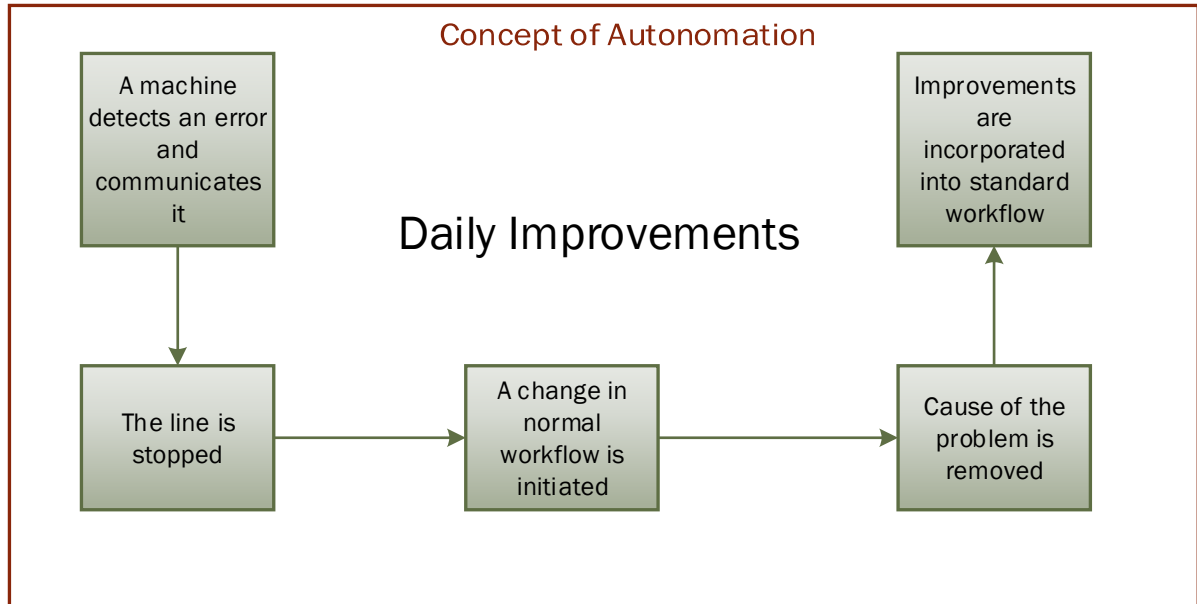 Concept of Autonomation
A machine
detects an error
and
communicates
it
Improvements
are
incorporated
into standard
workflow
Daily Improvements
The line is
stopped
A change in
normal
workflow is
initiated
Cause of the
problem is
removed